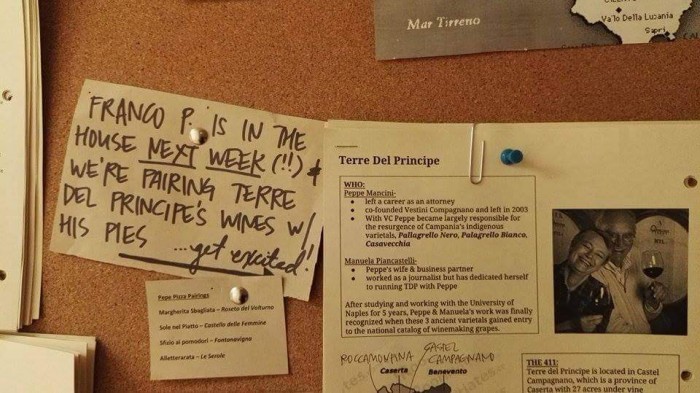 Mar Tirreno
Vallo Della Lucania
Sapri
FRANCO P. IS IN THE
HOUSE NEXT WEEK (!!) +
WE'RE PAIRING TERRE
DEL PRINCIPE'S WINES W/
HIS PIES
...get excited!
Pepe Pizza Pairings
Margherita Sbagliata – Roseto del Volturno
Sole nel Piatto – Castello delle Femmine
Sfizio ai pomodori – Fontanavigna
Alletterarata – Le Serole
Terre Del Principe
WHO:
Peppe Mancini-
• left a career as an attorney
• co-founded Vestini Compagnano and left in 2003
• With VC Peppe became largely responsible for
the resurgence of Campania's indigenous
varietals, Pallagrello Nero, Palagrello Bianco,
Casavecchia
Manuela Piancastelli-
• Peppe's wife & business partner
• worked as a journalist but has dedicated herself
to running TDP with Peppe
After studying and working with the University of
Naples for 5 years, Peppe & Manuela's work was finally
recognized when these 3 ancient varietals gained entry
to the national catalog of winemaking grapes.
ROCCAMONFINA
CASTEL
CAMPAGNANO
Caserta
Benevento
THE 411:
Terre del Principe is located in Castel
Campagnano, which is a province of
Caserta with 27 acres under vine